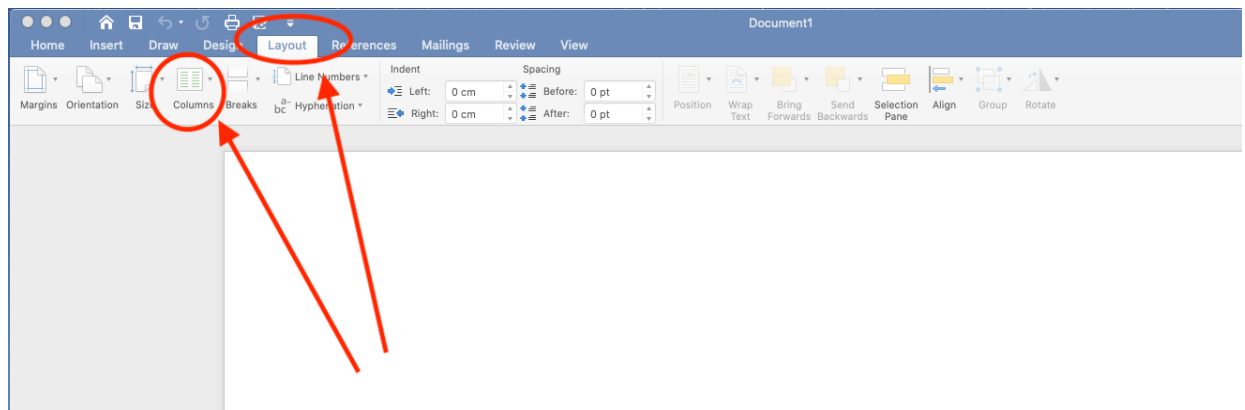 Document1
Home Insert Draw Design Layout References Mailings Review View
Margins Orientation Size Columns Breaks
Line Numbers
a-
bc Hyphenation
Indent Spacing
Left: 0 cm Before: 0 pt
Right: 0 cm After: 0 pt
Position Wrap Text Bring Forwards Send Backwards Selection Pane Align Group Rotate